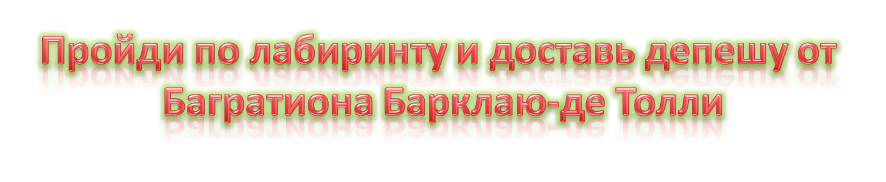 Пройди по лабиринту и доставь депешу от
Багратиона Барклаю-де Толли